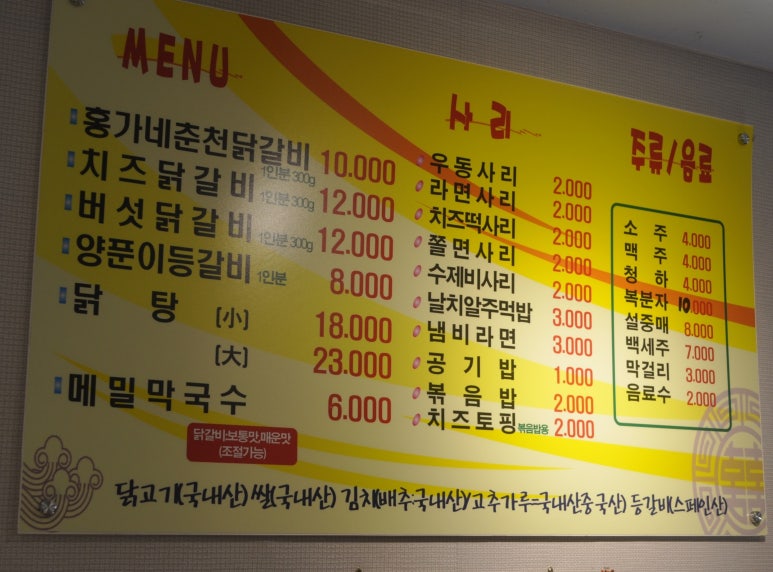 MENU
홍가네춘천닭갈비 10.000
치즈닭갈비 1인분 300g 12.000
버섯닭갈비 1인분 300g 12.000
양푼이등갈비 1인분 8.000
닭탕 [小] 18.000
[大] 23.000
메밀막국수 6.000
닭갈비·보통맛,매운맛
(조절가능)
사리
우동사리 2.000
라면사리 2.000
치즈떡사리 2.000
쫄면사리 2.000
수제비사리 2.000
날치알주먹밥 3.000
냄비라면 3.000
공기밥 1.000
볶음밥 2.000
치즈토핑 볶음밥용 2.000
주류/음료
소주 4.000
맥주 4.000
청하 4.000
복분자 10.000
설중매 8.000
백세주 7.000
막걸리 3.000
음료수 2.000
닭고기(국내산) 쌀(국내산) 김치(배추:국내산)/고추가루=국내산중국산) 등갈비(스페인산)